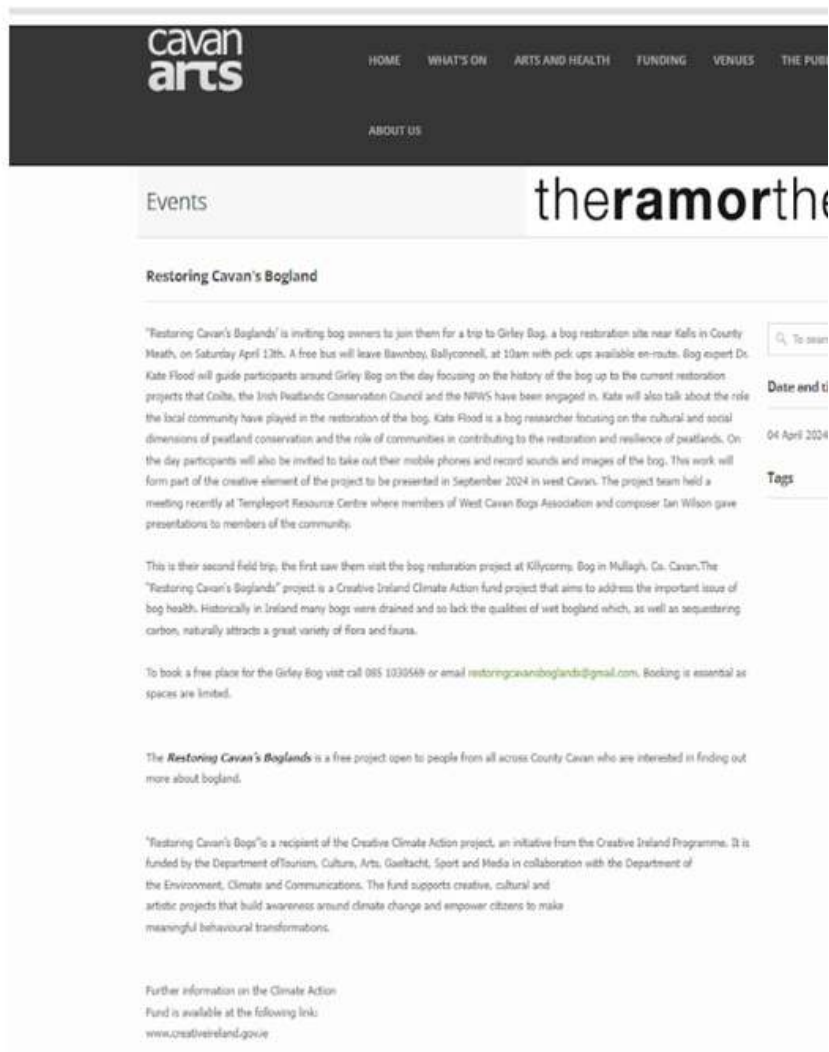 cavan
arts
HOME WHAT'S ON ARTS AND HEALTH FUNDING VENUES THE PUBL
ABOUT US
Events
theramorthe
Restoring Cavan's Bogland
"Restoring Cavan's Boglands' is inviting bog owners to join them for a trip to Girley Bog, a bog restoration site near Kells in County
Meath, on Saturday April 13th. A free bus will leave Bawnboy, Ballyconnell, at 10am with pick ups available en-route. Bog expert Dr.
Kate Flood will guide participants around Girley Bog on the day focusing on the history of the bog up to the current restoration
projects that Coilte, the Irish Peatlands Conservation Council and the NPWS have been engaged in. Kate will also talk about the role
the local community have played in the restoration of the bog. Kate Flood is a bog researcher focusing on the cultural and social
dimensions of peatland conservation and the role of communities in contributing to the restoration and resilience of peatlands. On
the day participants will also be invited to take out their mobile phones and record sounds and images of the bog. This work will
form part of the creative element of the project to be presented in September 2024 in west Cavan. The project team held a
meeting recently at Templeport Resource Centre where members of West Cavan Bogs Association and composer Ian Wilson gave
presentations to members of the community.
To sear
Date and ti
04 April 2024
Tags
This is their second field trip, the first saw them visit the bog restoration project at Killyconny. Bog in Mullagh, Co. Cavan.The
"Restoring Cavan's Boglands" project is a Creative Ireland Climate Action fund project that aims to address the important issue of
bog health. Historically in Ireland many bogs were drained and so lack the qualities of wet bogland which, as well as sequestering
carbon, naturally attracts a great variety of flora and fauna.
To book a free place for the Girley Bog visit call 085 1030569 or email restoringcavansboglands@gmail.com. Booking is essential as
spaces are limited.
The Restoring Cavan's Boglands is a free project open to people from all across County Cavan who are interested in finding out
more about bogland.
"Restoring Cavan's Bogs"is a recipient of the Creative Climate Action project, an initiative from the Creative Ireland Programme. It is
funded by the Department ofTourism, Culture, Arts, Gaeltacht, Sport and Media in collaboration with the Department of
the Environment, Climate and Communications. The fund supports creative, cultural and
artistic projects that build awareness around climate change and empower citizens to make
meaningful behavioural transformations.
Further information on the Climate Action
Fund is available at the following link:
www.creativeireland.gov.ie